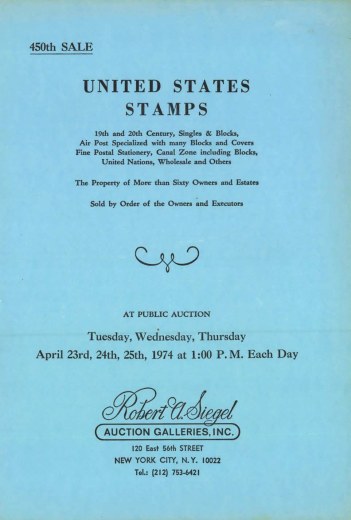 450th SALE
UNITED STATES
STAMPS
19th and 20th Century, Singles & Blocks,
Air Post Specialized with many Blocks and Covers
Fine Postal Stationery, Canal Zone including Blocks,
United Nations, Wholesale and Others
The Property of More than Sixty Owners and Estates
Sold by Order of the Owners and Executors
AT PUBLIC AUCTION
Tuesday, Wednesday, Thursday
April 23rd, 24th, 25th, 1974 at 1:00 P.M. Each Day
Robert A. Siegel
AUCTION GALLERIES, INC.
120 East 56th STREET
NEW YORK CITY, N.Y. 10022
Tel.: (212) 753-6421